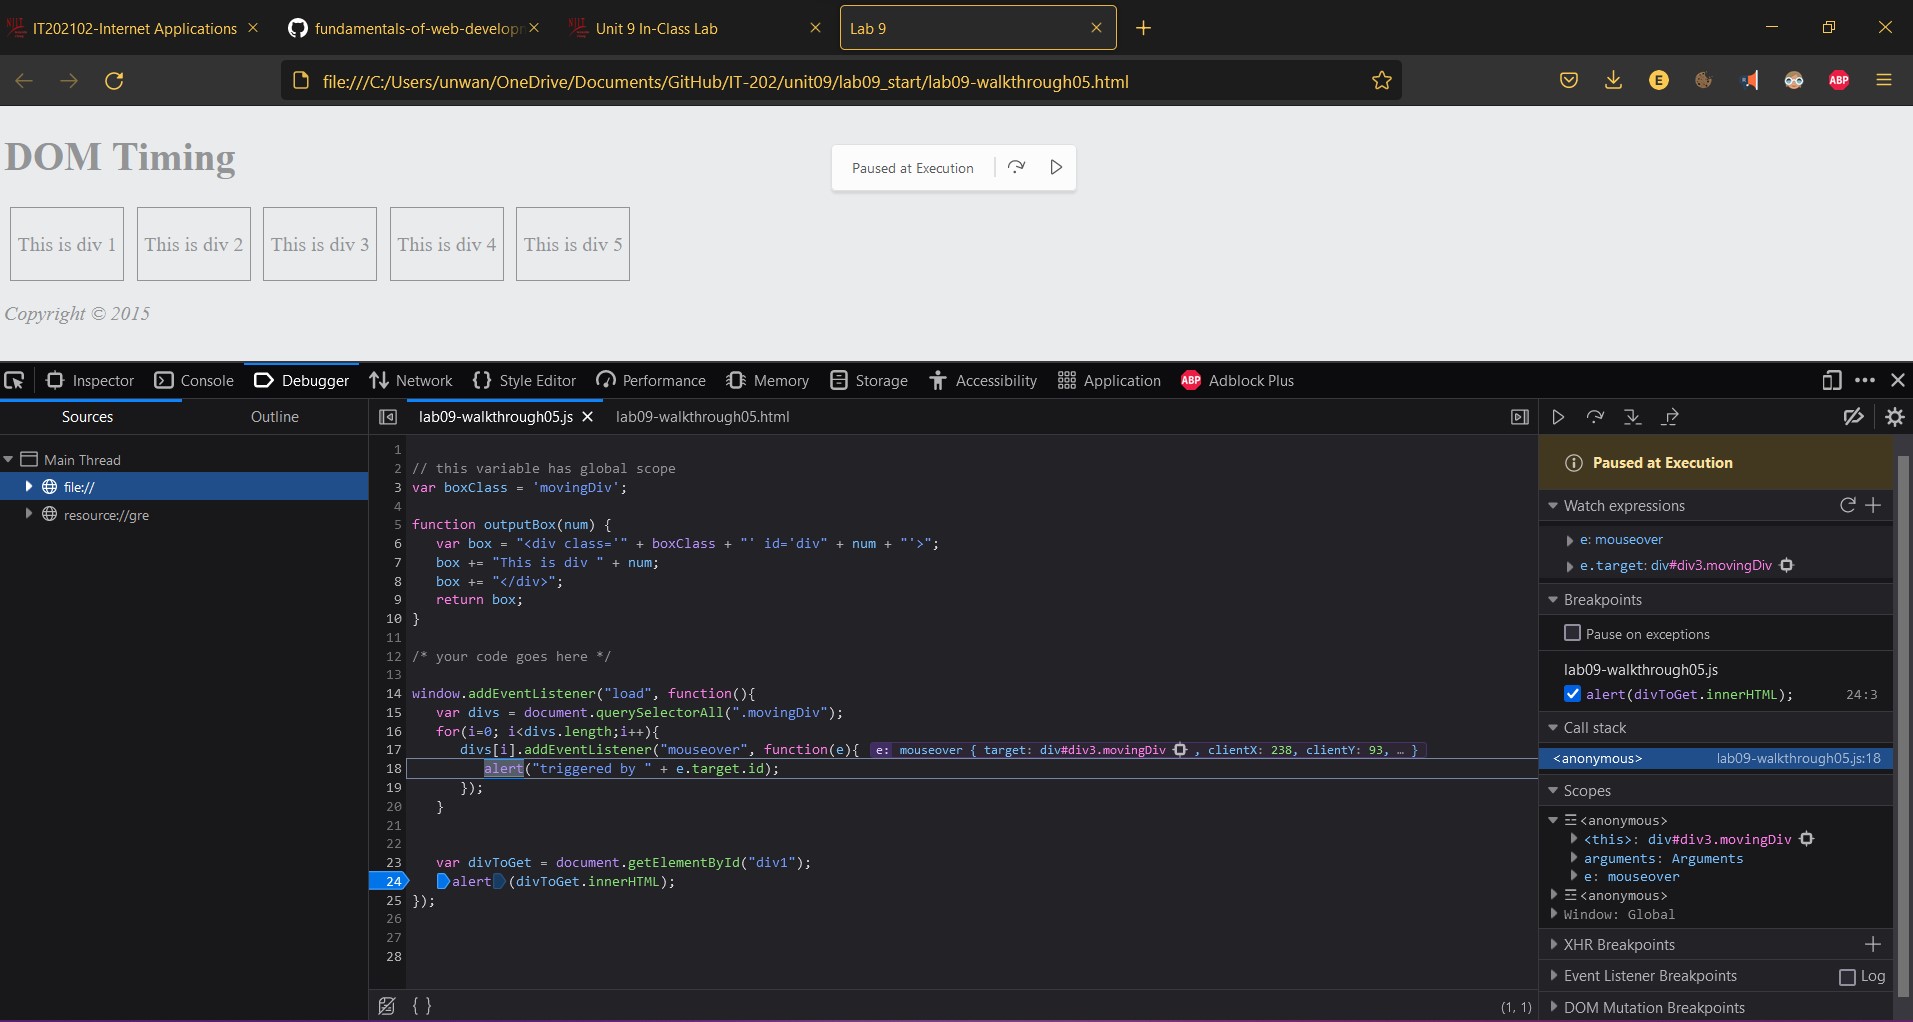 IT202102-Internet Applications
fundamentals-of-web-develop
Unit 9 In-Class Lab
Lab 9
file:///C:/Users/unwan/OneDrive/Documents/GitHub/IT-202/unit09/lab09_start/lab09-walkthrough05.html
E
ABP
DOM Timing
Paused at Execution
This is div 1
This is div 2
This is div 3
This is div 4
This is div 5
Copyright © 2015
Inspector
Console
Debugger
Network
Style Editor
Performance
Memory
Storage
Accessibility
Application
ABP Adblock Plus
Sources
Outline
lab09-walkthrough05.js
lab09-walkthrough05.html
Main Thread
file://
resource://gre
1
2 // this variable has global scope
3 var boxClass = 'movingDiv';
4
5 function outputBox(num) {
6 var box = "<div class='" + boxClass + "' id='div" + num + "'>";
7 box += "This is div " + num;
8 box += "</div>";
9 return box;
10 }
11
12 /* your code goes here */
13
14 window.addEventListener("load", function(){
15 var divs = document.querySelectorAll(".movingDiv");
16 for(i=0; i<divs.length;i++){
17 divs[i].addEventListener("mouseover", function(e){ e: mouseover { target: div#div3.movingDiv , clientX: 238, clientY: 93, … }
18 alert("triggered by " + e.target.id);
19 });
20 }
21
22
23 var divToGet = document.getElementById("div1");
24 alert (divToGet.innerHTML);
25 });
26
27
28
{ }
(1, 1)
Paused at Execution
Watch expressions
e: mouseover
e.target: div#div3.movingDiv
Breakpoints
Pause on exceptions
lab09-walkthrough05.js
alert(divToGet.innerHTML); 24:3
Call stack
<anonymous> lab09-walkthrough05.js:18
Scopes
<anonymous>
<this>: div#div3.movingDiv
arguments: Arguments
e: mouseover
<anonymous>
Window: Global
XHR Breakpoints
Event Listener Breakpoints Log
DOM Mutation Breakpoints